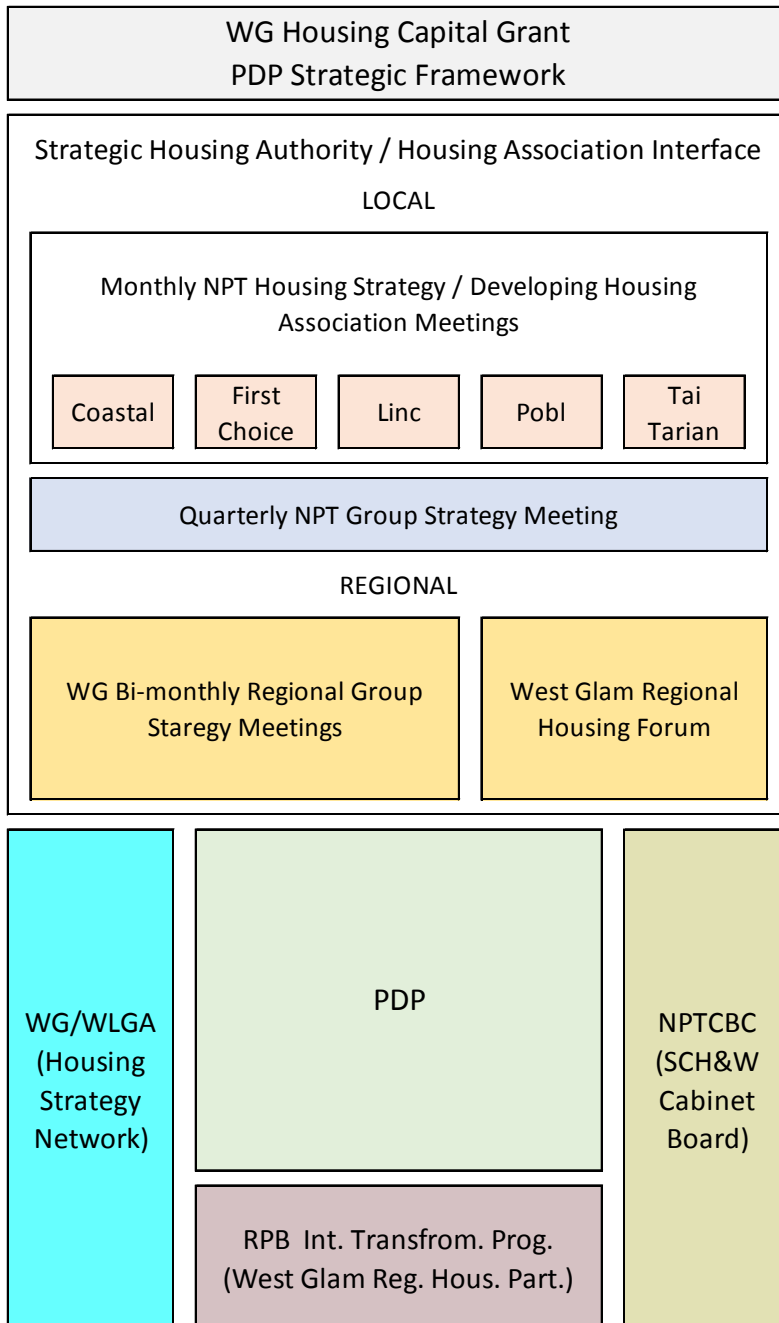 WG Housing Capital Grant
PDP Strategic Framework
Strategic Housing Authority / Housing Association Interface
LOCAL
Monthly NPT Housing Strategy / Developing Housing
Association Meetings
Coastal
First
Choice
Linc
Pobl
Tai
Tarian
Quarterly NPT Group Strategy Meeting
REGIONAL
WG Bi-monthly Regional Group
Staregy Meetings
West Glam Regional
Housing Forum
WG/WLGA
(Housing
Strategy
Network)
PDP
NPTCBC
(SCH&W
Cabinet
Board)
RPB  Int. Transfrom. Prog.
(West Glam Reg. Hous. Part.)